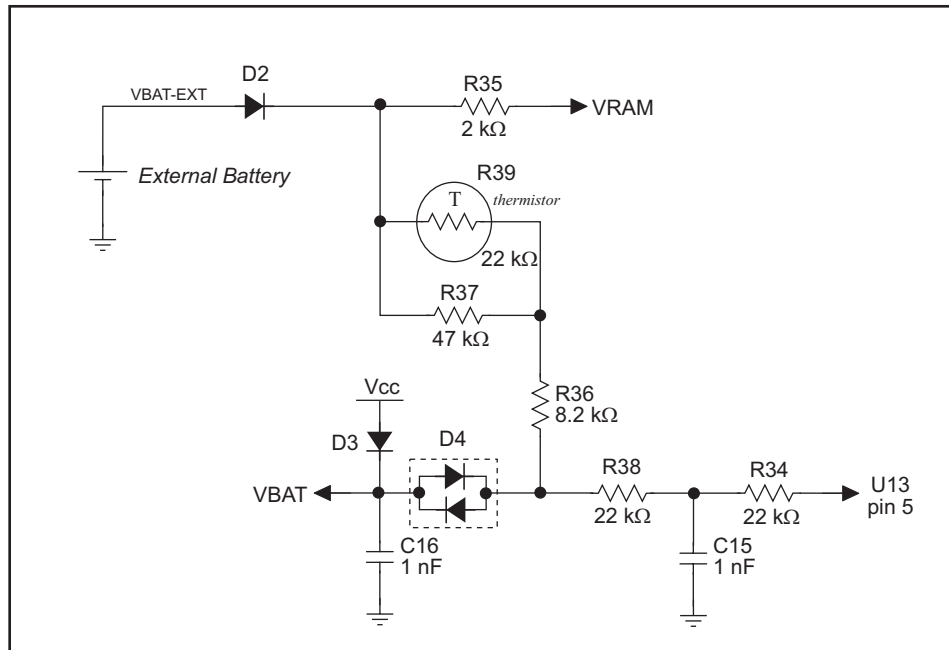 D2
VBAT-EXT
R35
2 kΩ
VRAM
External Battery
R39
T
thermistor
22 kΩ
R37
47 kΩ
R36
8.2 kΩ
Vcc
D3
D4
VBAT
R38
22 kΩ
R34
22 kΩ
U13
pin 5
C16
1 nF
C15
1 nF